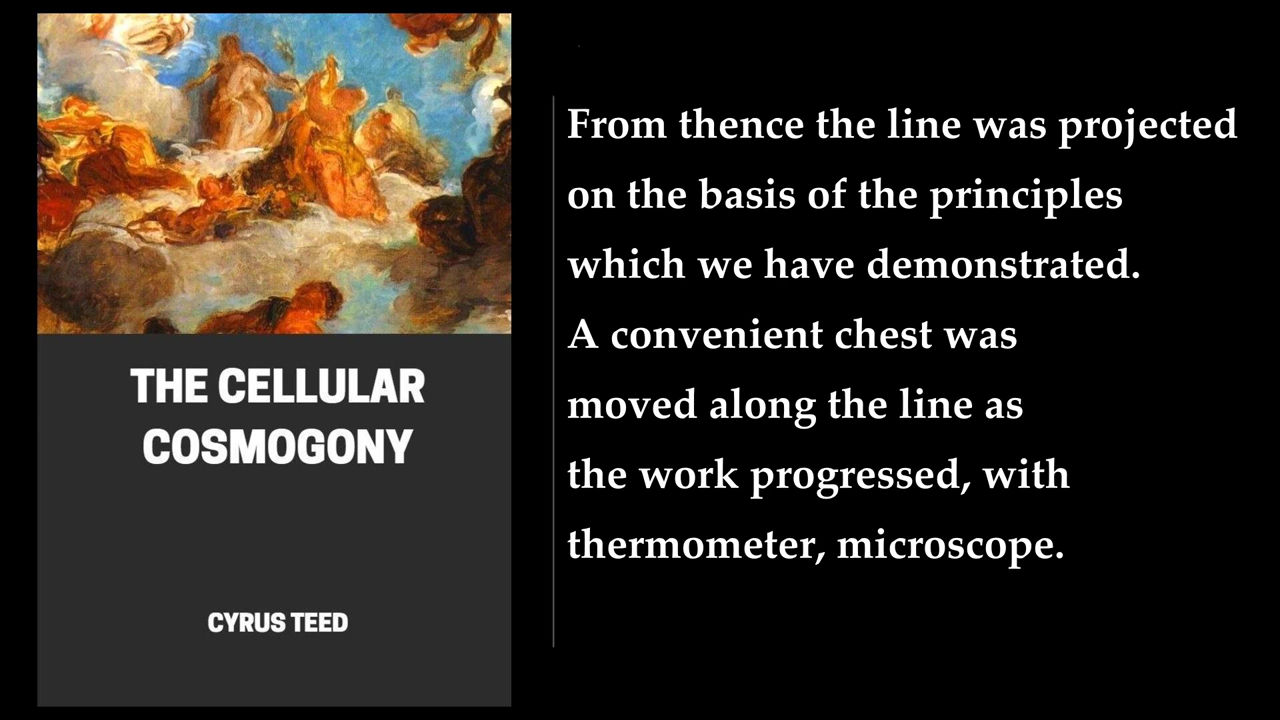 THE CELLULAR
COSMOGONY
CYRUS TEED
From thence the line was projected
on the basis of the principles
which we have demonstrated.
A convenient chest was
moved along the line as
the work progressed, with
thermometer, microscope.